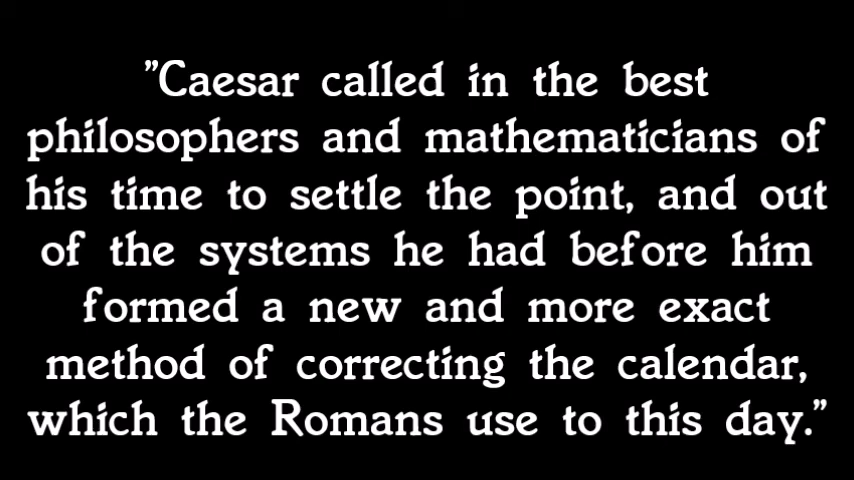 ”Caesar called in the best
philosophers and mathematicians of
his time to settle the point, and out
of the systems he had before him
formed a new and more exact
method of correcting the calendar,
which the Romans use to this day.”